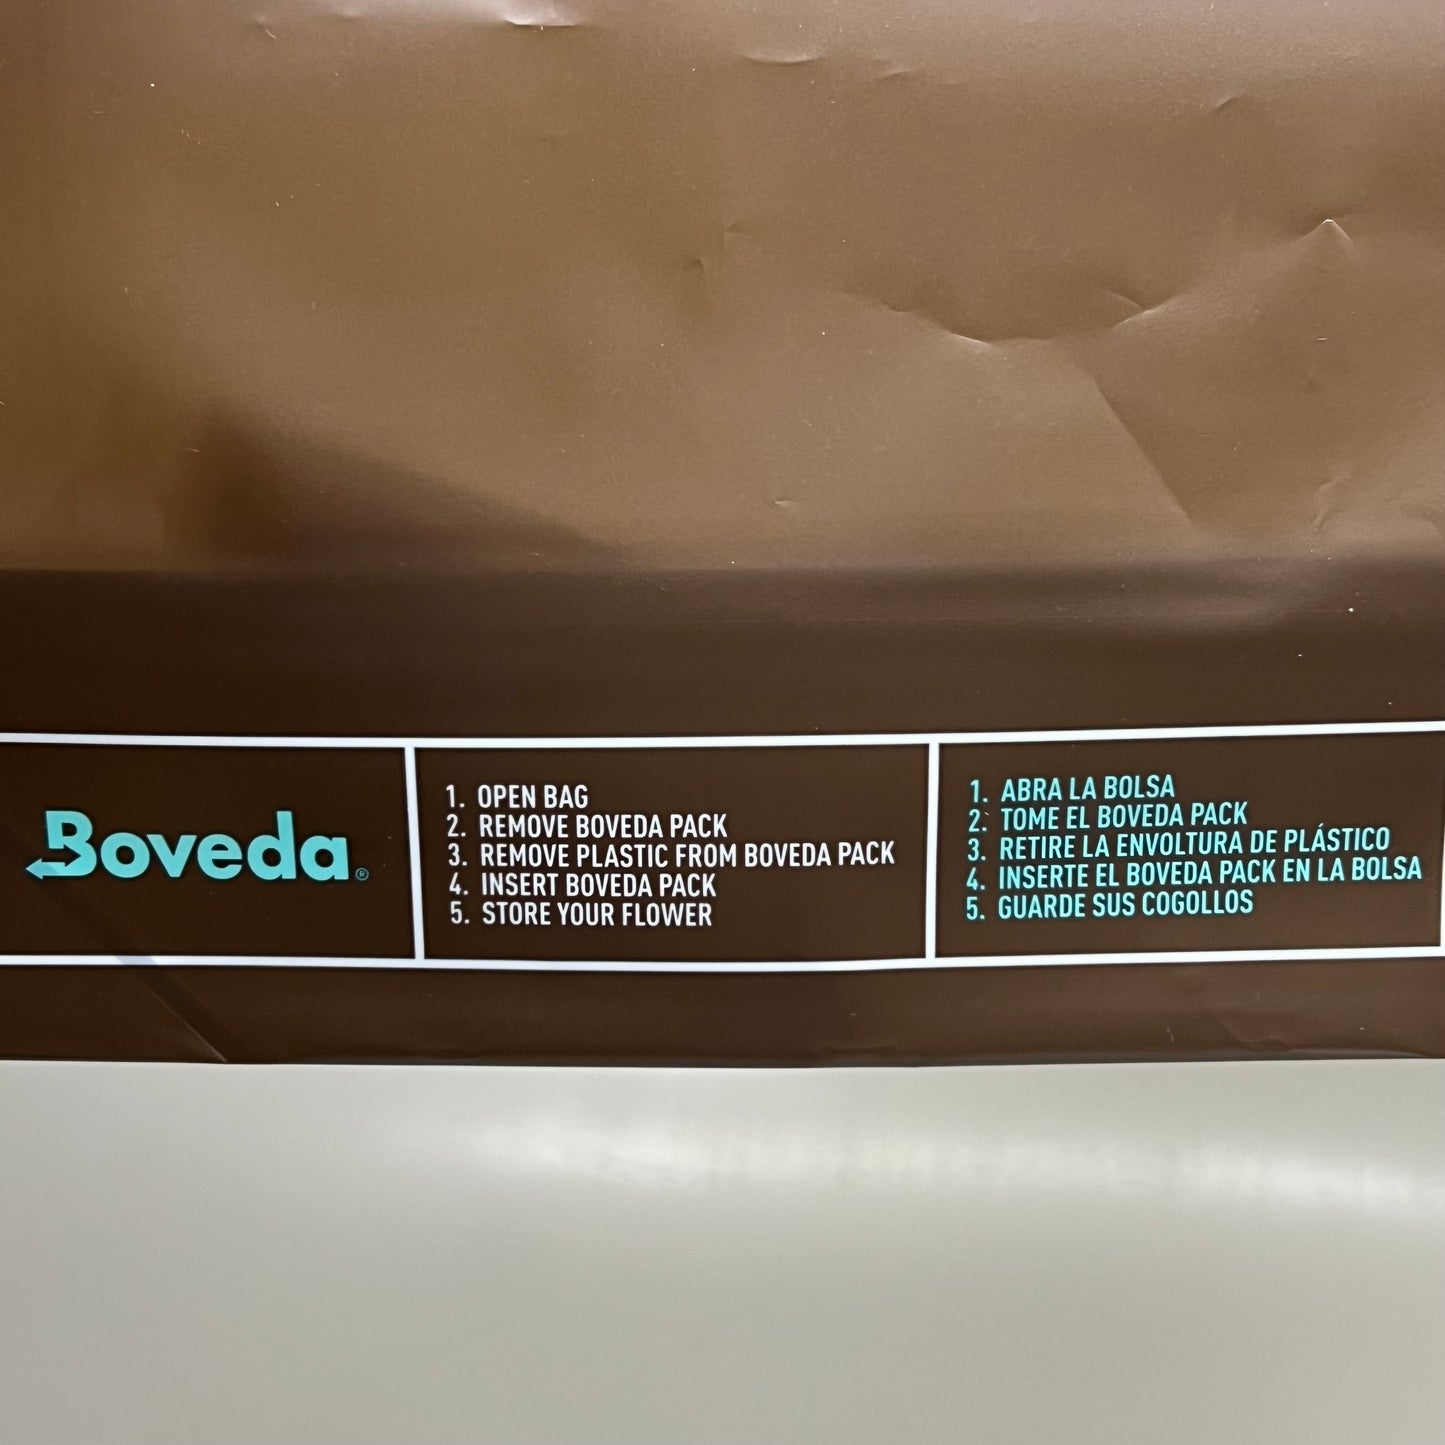 Boveda®
1. OPEN BAG
2. REMOVE BOVEDA PACK
3. REMOVE PLASTIC FROM BOVEDA PACK
4. INSERT BOVEDA PACK
5. STORE YOUR FLOWER
1. ABRA LA BOLSA
2. TOME EL BOVEDA PACK
3. RETIRE LA ENVOLTURA DE PLÁSTICO
4. INSERTE EL BOVEDA PACK EN LA BOLSA
5. GUARDE SUS COGOLLOS